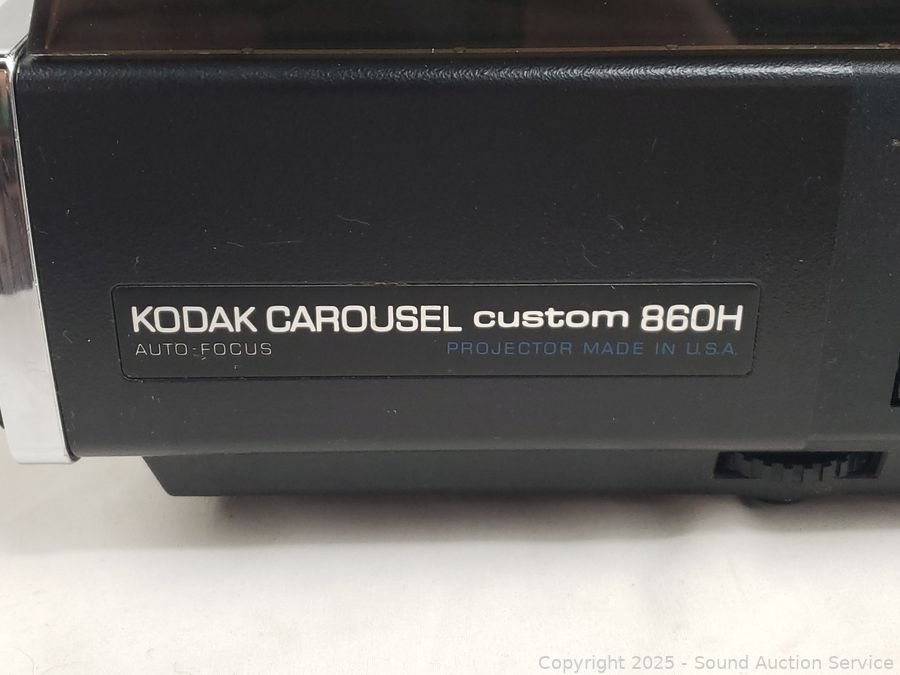 KODAK CAROUSEL custom 860H
AUTO-FOCUS PROJECTOR MADE IN U.S.A.
Copyright 2025 - Sound Auction Service